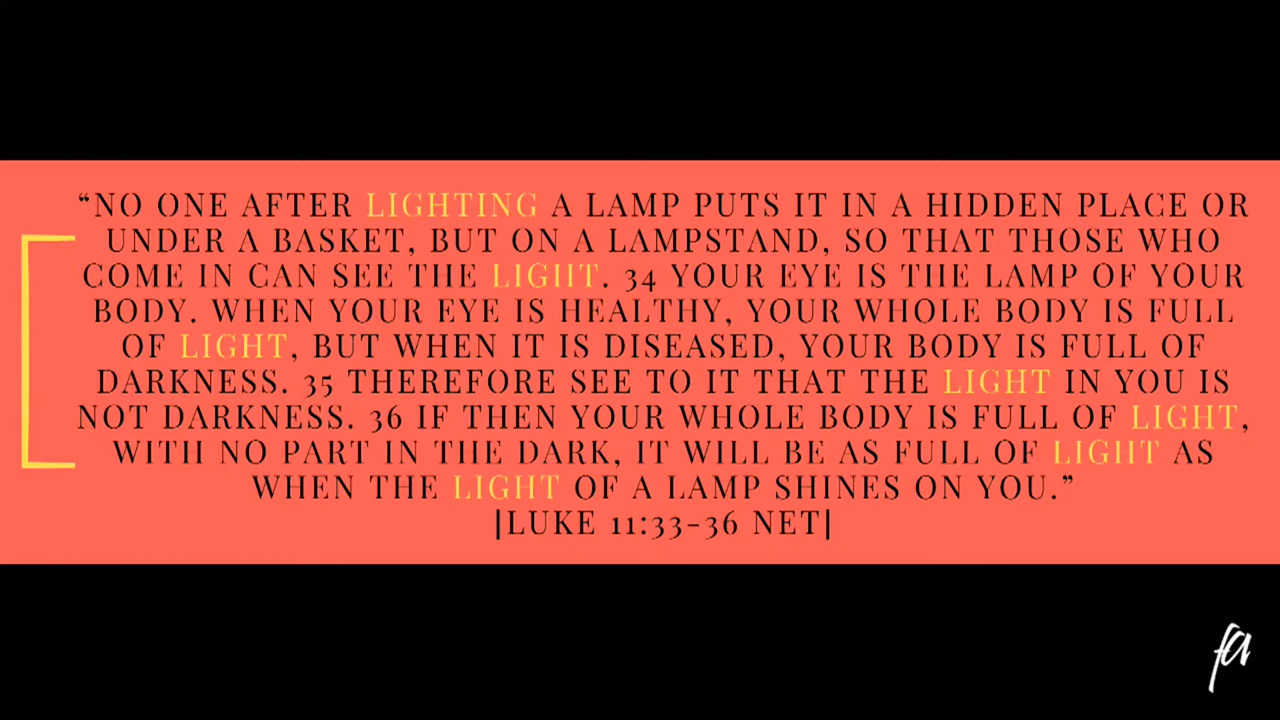 “NO ONE AFTER LIGHTING A LAMP PUTS IT IN A HIDDEN PLACE OR
UNDER A BASKET, BUT ON A LAMPSTAND, SO THAT THOSE WHO
COME IN CAN SEE THE LIGHT. 34 YOUR EYE IS THE LAMP OF YOUR
BODY. WHEN YOUR EYE IS HEALTHY, YOUR WHOLE BODY IS FULL
OF LIGHT, BUT WHEN IT IS DISEASED, YOUR BODY IS FULL OF
DARKNESS. 35 THEREFORE SEE TO IT THAT THE LIGHT IN YOU IS
NOT DARKNESS. 36 IF THEN YOUR WHOLE BODY IS FULL OF LIGHT,
WITH NO PART IN THE DARK, IT WILL BE AS FULL OF LIGHT AS
WHEN THE LIGHT OF A LAMP SHINES ON YOU.”
[LUKE 11:33-36 NET]
fa